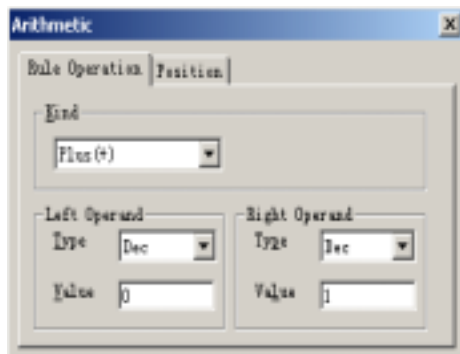 Arithmetic
Rule Operation Position
Kind
Plus(+)
Left Operand Right Operand
Type Dec Type Dec
Value 0 Value 1